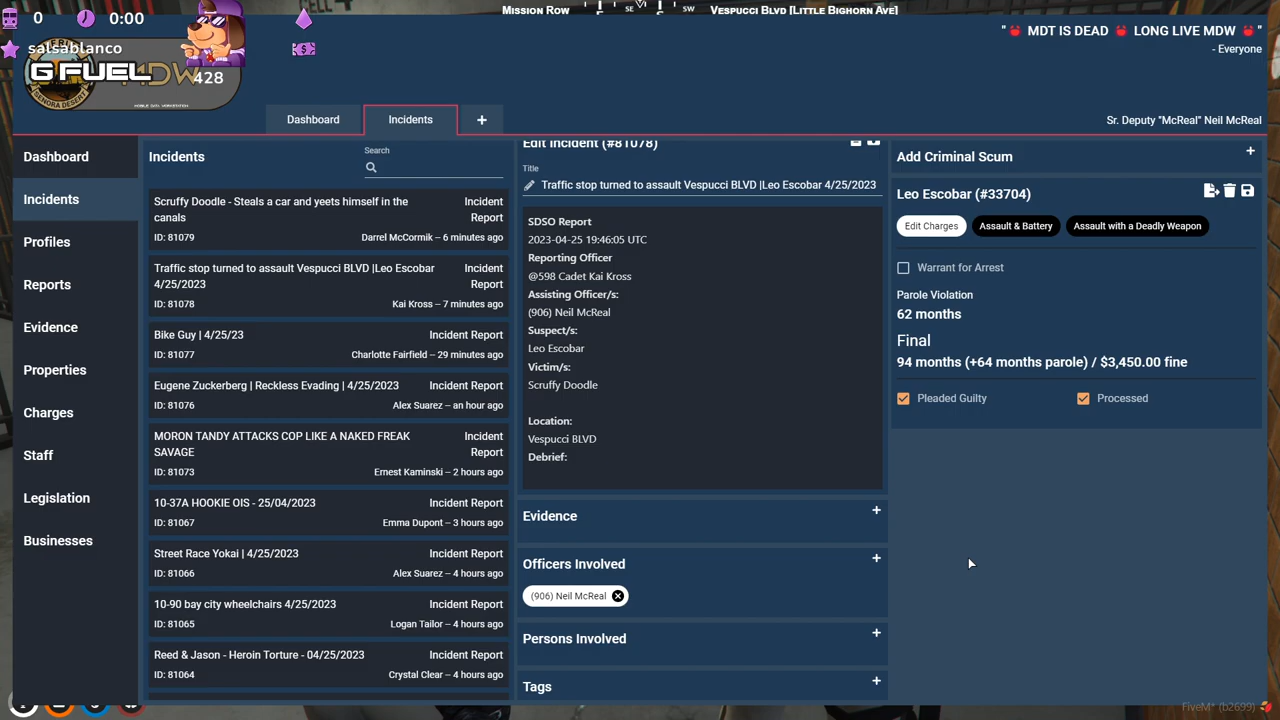 Mission Row
SE
SW
Vespucci Blvd [Little Bighorn Ave]
0
0:00
salsablanco
G FUEL
MDW
428
SENORA DESERT
MOBILE DATA WORKSTATION
" MDT IS DEAD LONG LIVE MDW "
- Everyone
Dashboard
Incidents
+
Sr. Deputy "McReal" Neil McReal
Dashboard
Incidents
Profiles
Reports
Evidence
Properties
Charges
Staff
Legislation
Businesses
Incidents
Search
Scruffy Doodle - Steals a car and yeets himself in the
canals
Incident
Report
ID: 81079
Darrel McCormik – 6 minutes ago
Traffic stop turned to assault Vespucci BLVD |Leo Escobar
4/25/2023
Incident
Report
ID: 81078
Kai Kross – 7 minutes ago
Bike Guy | 4/25/23
Incident Report
ID: 81077
Charlotte Fairfield – 29 minutes ago
Eugene Zuckerberg | Reckless Evading | 4/25/2023
Incident Report
ID: 81076
Alex Suarez – an hour ago
MORON TANDY ATTACKS COP LIKE A NAKED FREAK
SAVAGE
Incident
Report
ID: 81073
Ernest Kaminski – 2 hours ago
10-37A HOOKIE OIS - 25/04/2023
Incident Report
ID: 81067
Emma Dupont – 3 hours ago
Street Race Yokai | 4/25/2023
Incident Report
ID: 81066
Alex Suarez – 4 hours ago
10-90 bay city wheelchairs 4/25/2023
Incident Report
ID: 81065
Logan Tailor – 4 hours ago
Reed & Jason - Heroin Torture - 04/25/2023
Incident Report
ID: 81064
Crystal Clear – 4 hours ago
Edit Incident (#81078)
Title
Traffic stop turned to assault Vespucci BLVD |Leo Escobar 4/25/2023
SDSO Report
2023-04-25 19:46:05 UTC
Reporting Officer
@598 Cadet Kai Kross
Assisting Officer/s:
(906) Neil McReal
Suspect/s:
Leo Escobar
Victim/s:
Scruffy Doodle
Location:
Vespucci BLVD
Debrief:
Evidence
+
Officers Involved
+
(906) Neil McReal
Persons Involved
+
Tags
+
Add Criminal Scum
+
Leo Escobar (#33704)
Edit Charges
Assault & Battery
Assault with a Deadly Weapon
Warrant for Arrest
Parole Violation
62 months
Final
94 months (+64 months parole) / $3,450.00 fine
Pleaded Guilty
Processed
FiveM* (b2699)